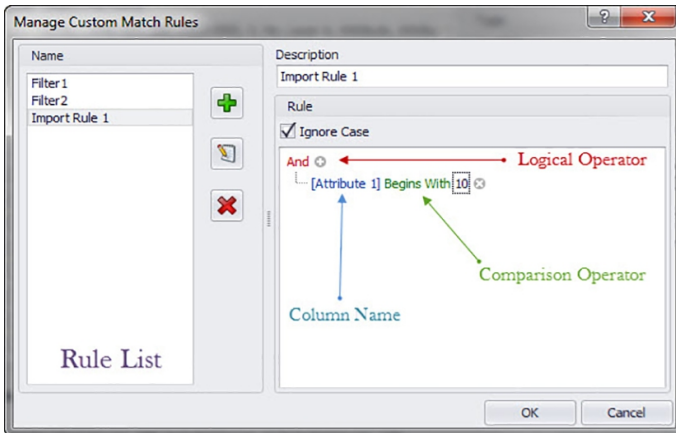 Manage Custom Match Rules
?
Name
Filter1
Filter2
Import Rule 1
Rule List
Description
Import Rule 1
Rule
Ignore Case
And
Logical Operator
[Attribute 1] Begins With 10
Comparison Operator
Column Name
OK
Cancel